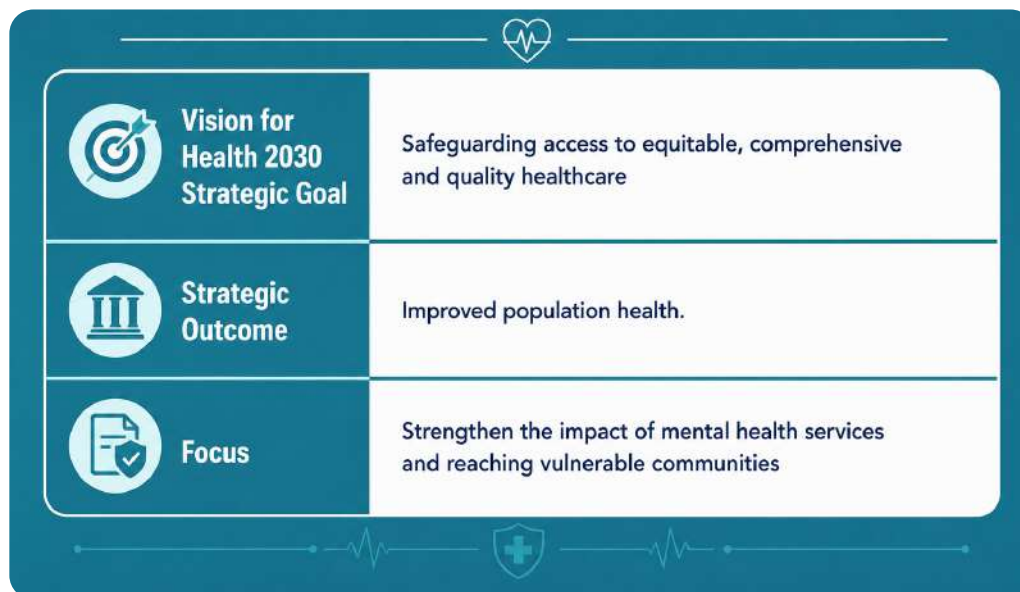 Vision for
Health 2030
Strategic Goal
Safeguarding access to equitable, comprehensive
and quality healthcare
Strategic
Outcome
Improved population health.
Focus
Strengthen the impact of mental health services
and reaching vulnerable communities